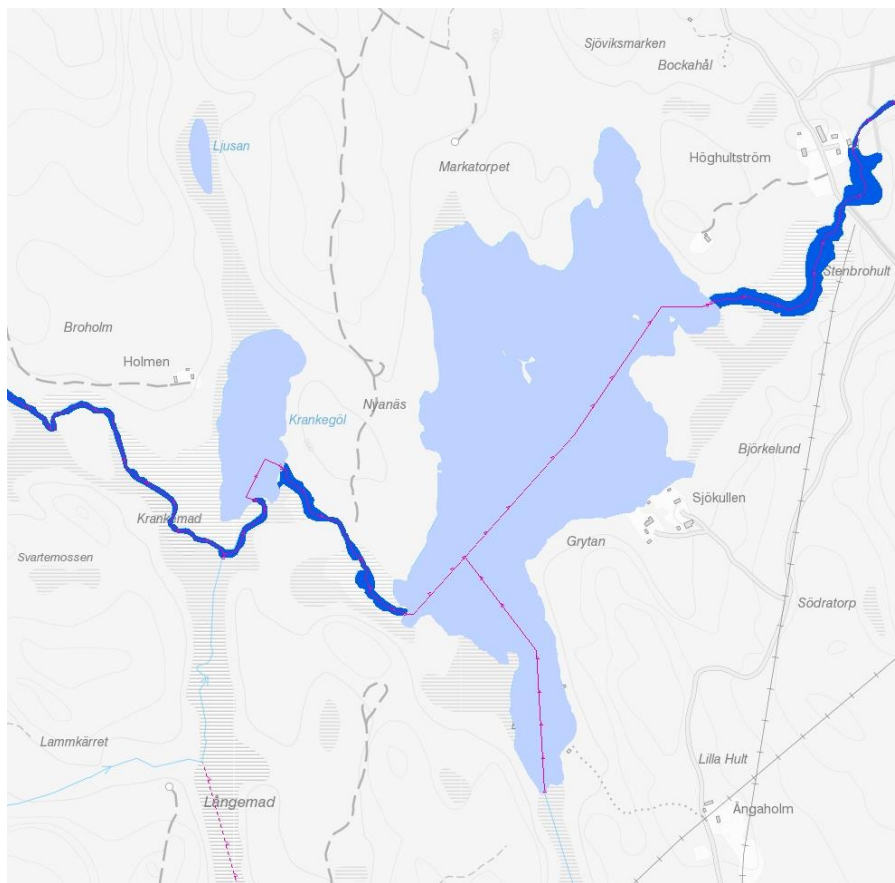 Sjöviksmarken
Bockahål
Ljusan
Markatorpet
Höghultström
Stenbrohult
Broholm
Holmen
Krankegöl
Nyanäs
Björkelund
Sjökullen
Krankemad
Grytan
Svartemossen
Södratorp
Lammkärret
Lilla Hult
Långemad
Ängaholm